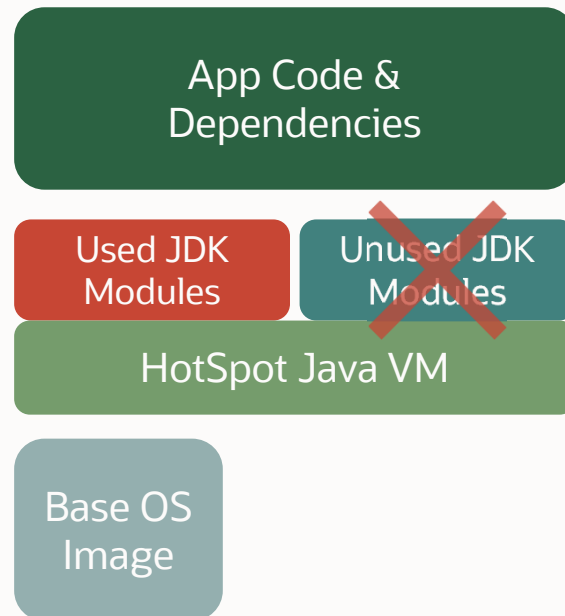 App Code &
Dependencies
Used JDK
Modules
Unused JDK
Modules
HotSpot Java VM
Base OS
Image